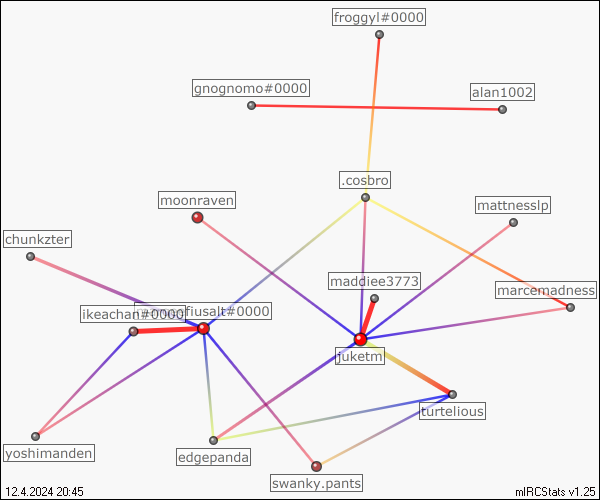 froggyl#0000
gnognomo#0000
alan1002
.cosbro
moonraven
mattnesslp
chunkzter
maddiee3773
marcemadness
ikeachan#0000
fiusalt#0000
juketm
turtelious
yoshimanden
edgepanda
swanky.pants
12.4.2024 20:45
mIRCStats v1.25